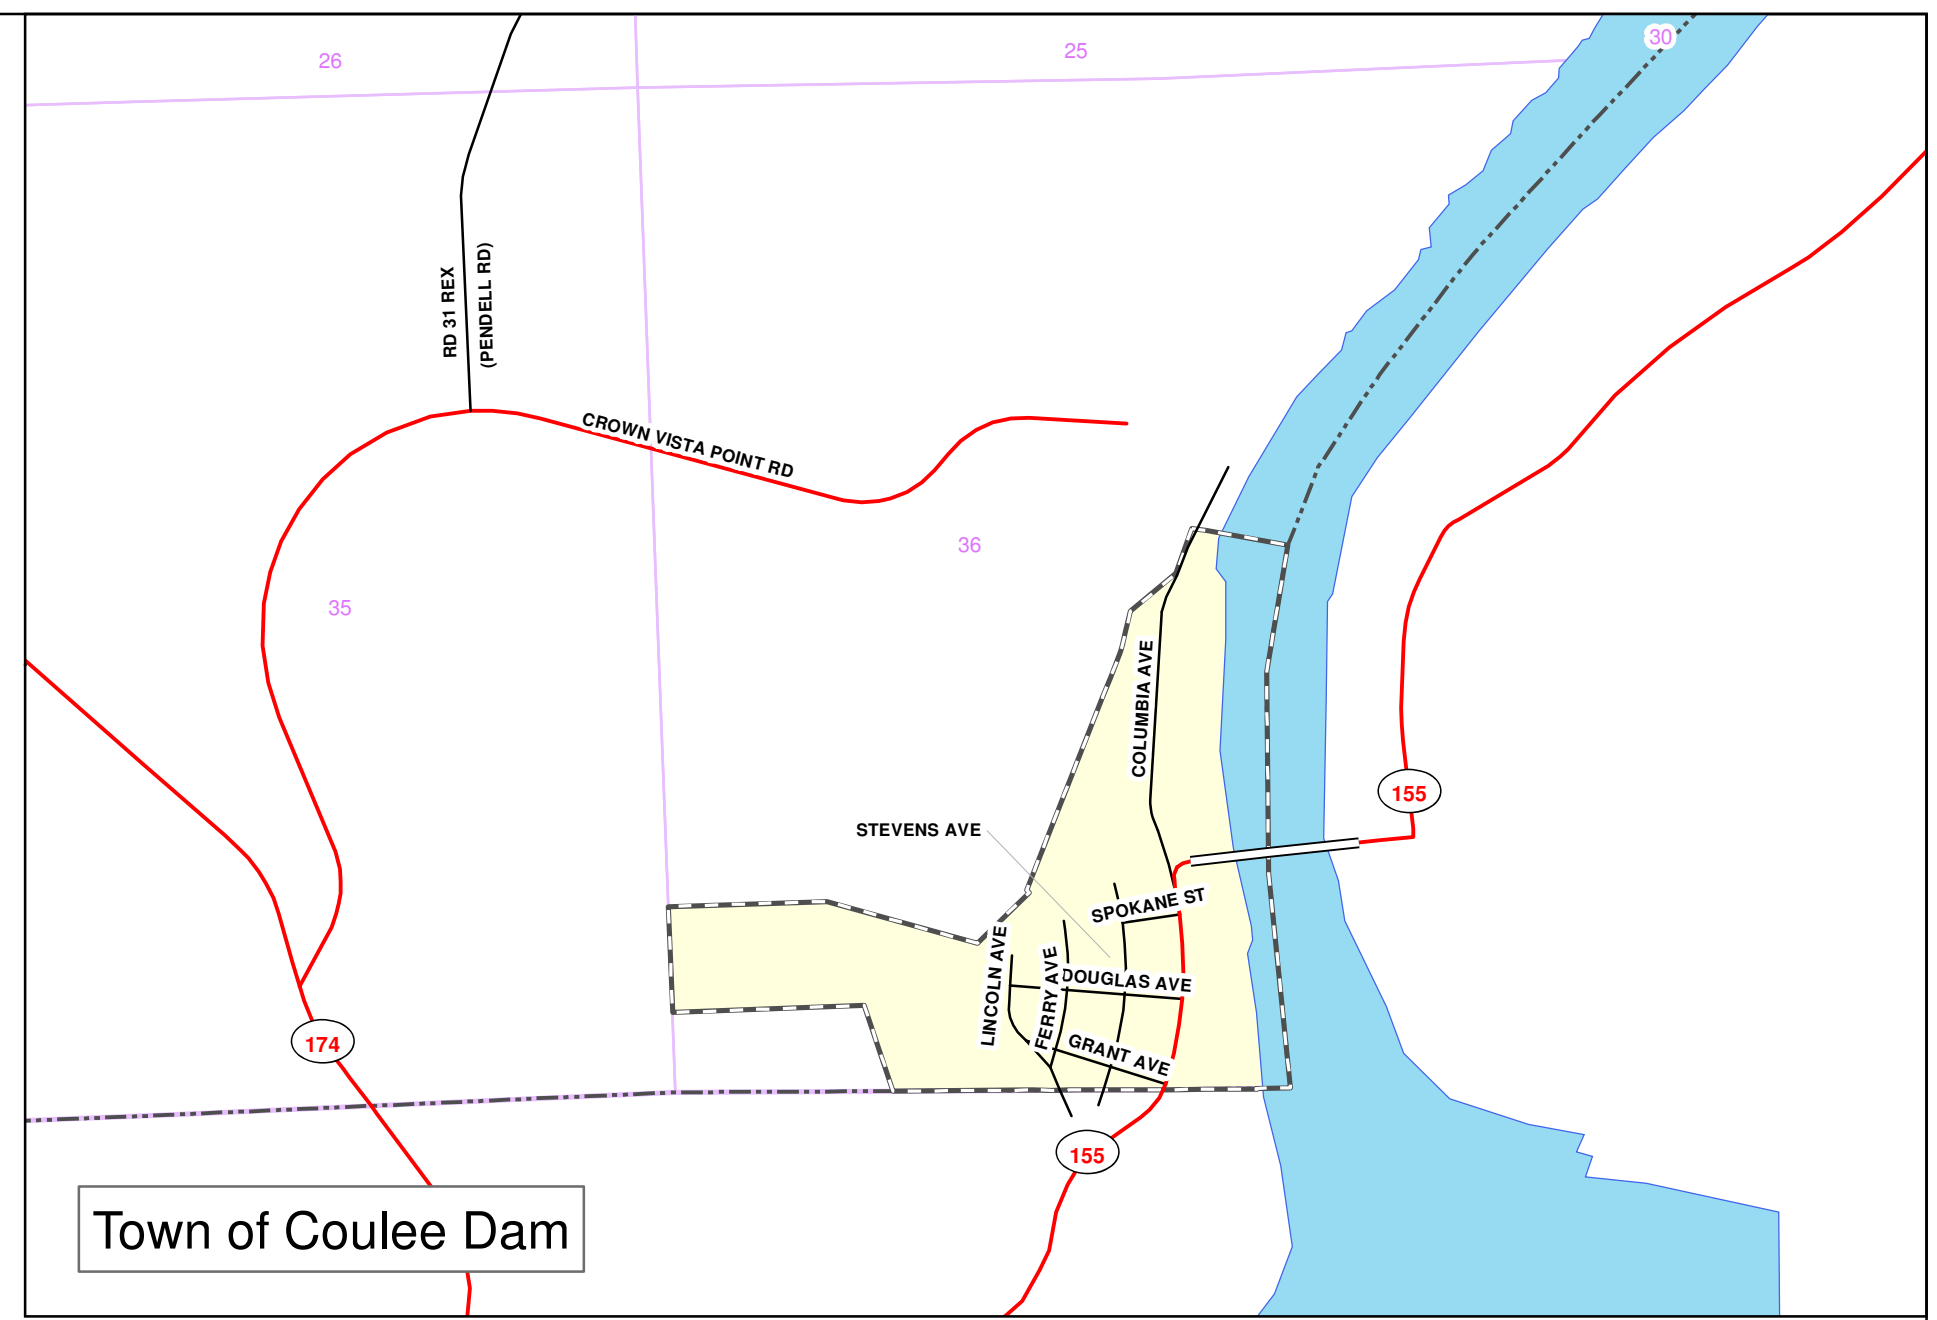 26
25
30
RD 31 REX
(PENDELL RD)
CROWN VISTA POINT RD
36
35
COLUMBIA AVE
155
STEVENS AVE
SPOKANE ST
LINCOLN AVE
FERRY AVE
DOUGLAS AVE
GRANT AVE
174
155
Town of Coulee Dam